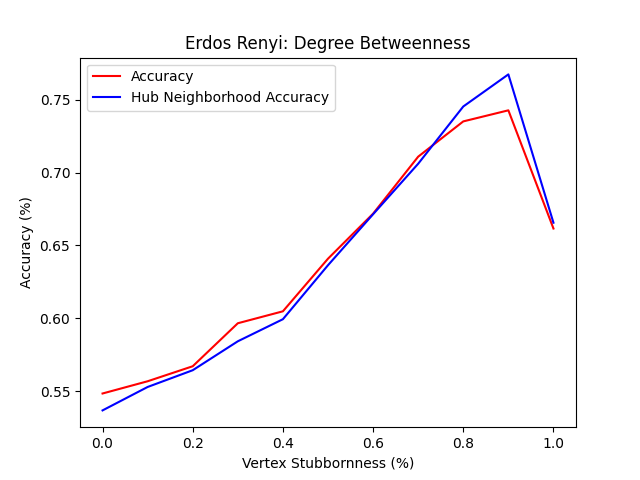 Erdos Renyi: Degree Betweenness
Accuracy
Hub Neighborhood Accuracy
0.75
0.70
0.65
0.60
0.55
Accuracy (%)
0.0 0.2 0.4 0.6 0.8 1.0
Vertex Stubbornness (%)